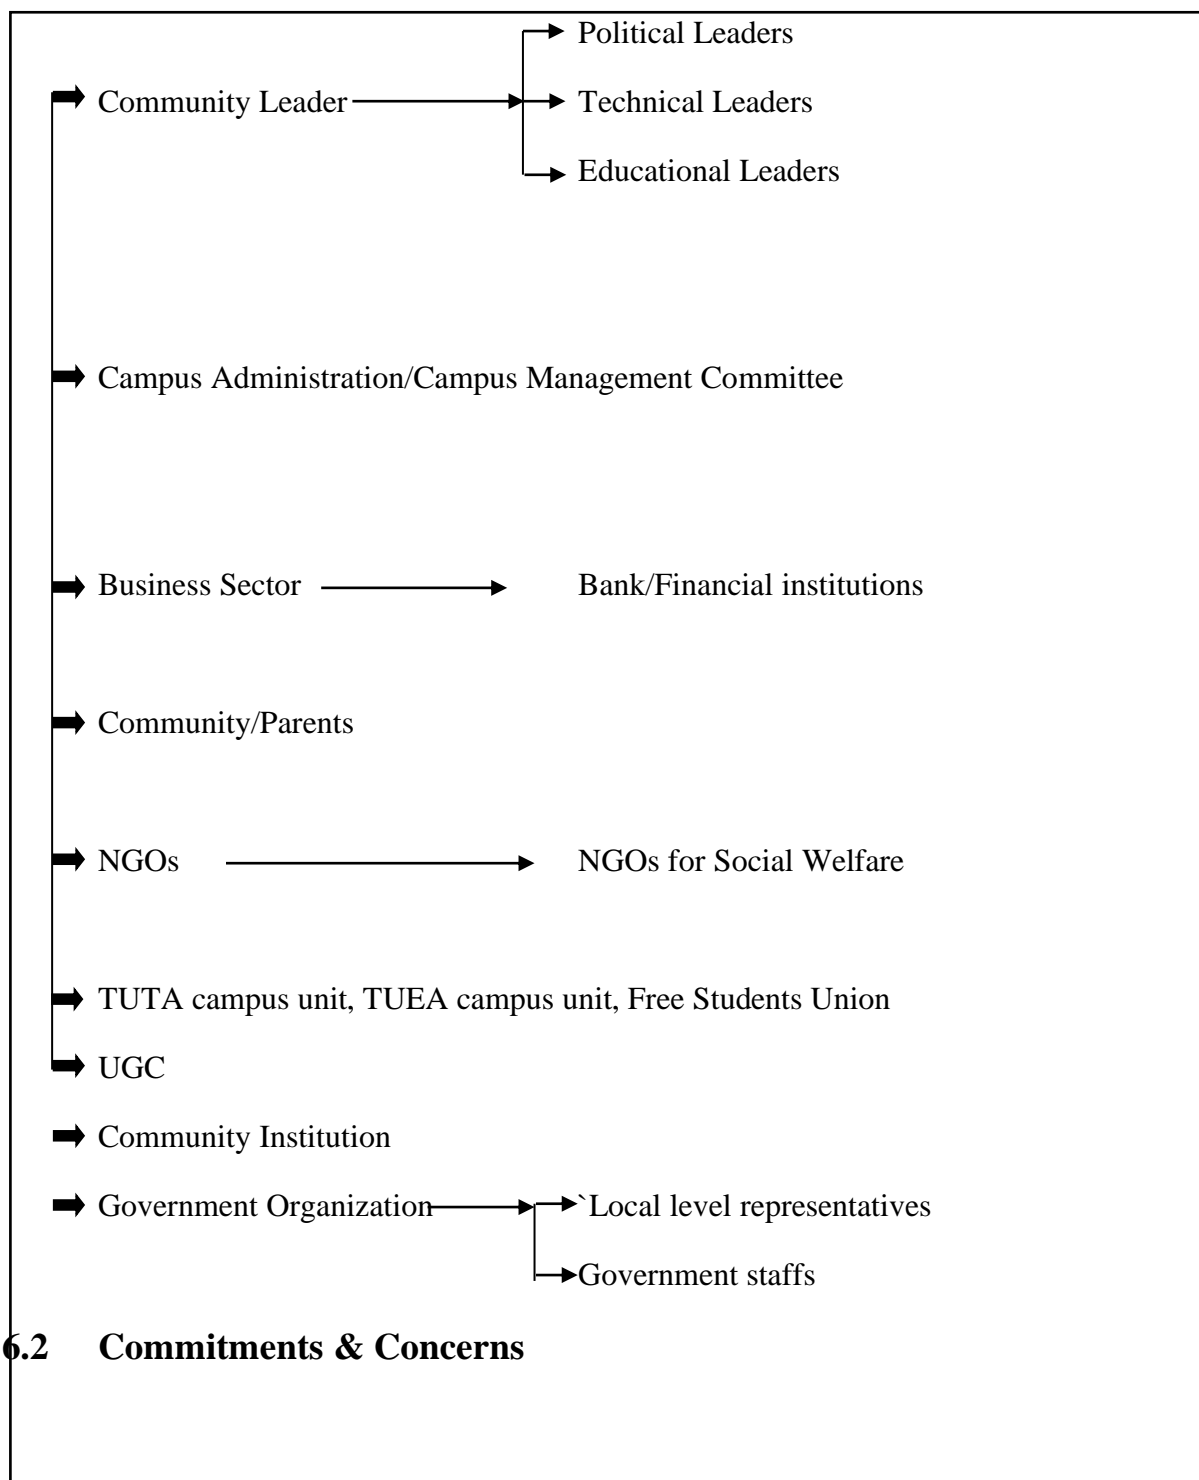 Political Leaders
Community Leader
Technical Leaders
Educational Leaders
Campus Administration/Campus Management Committee
Business Sector
Bank/Financial institutions
Community/Parents
NGOs
NGOs for Social Welfare
TUTA campus unit, TUEA campus unit, Free Students Union
UGC
Community Institution
Government Organization
`Local level representatives
Government staffs
6.2 Commitments & Concerns